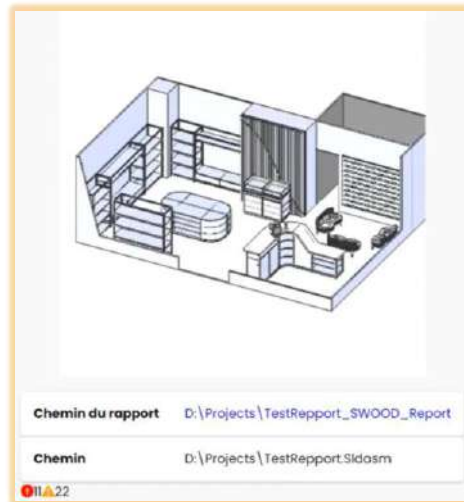 Chemin du rapport D:\Projects\TestRepport_SWOOD_Report
Chemin D:\Projects\TestRepport.Sldasm
11 22